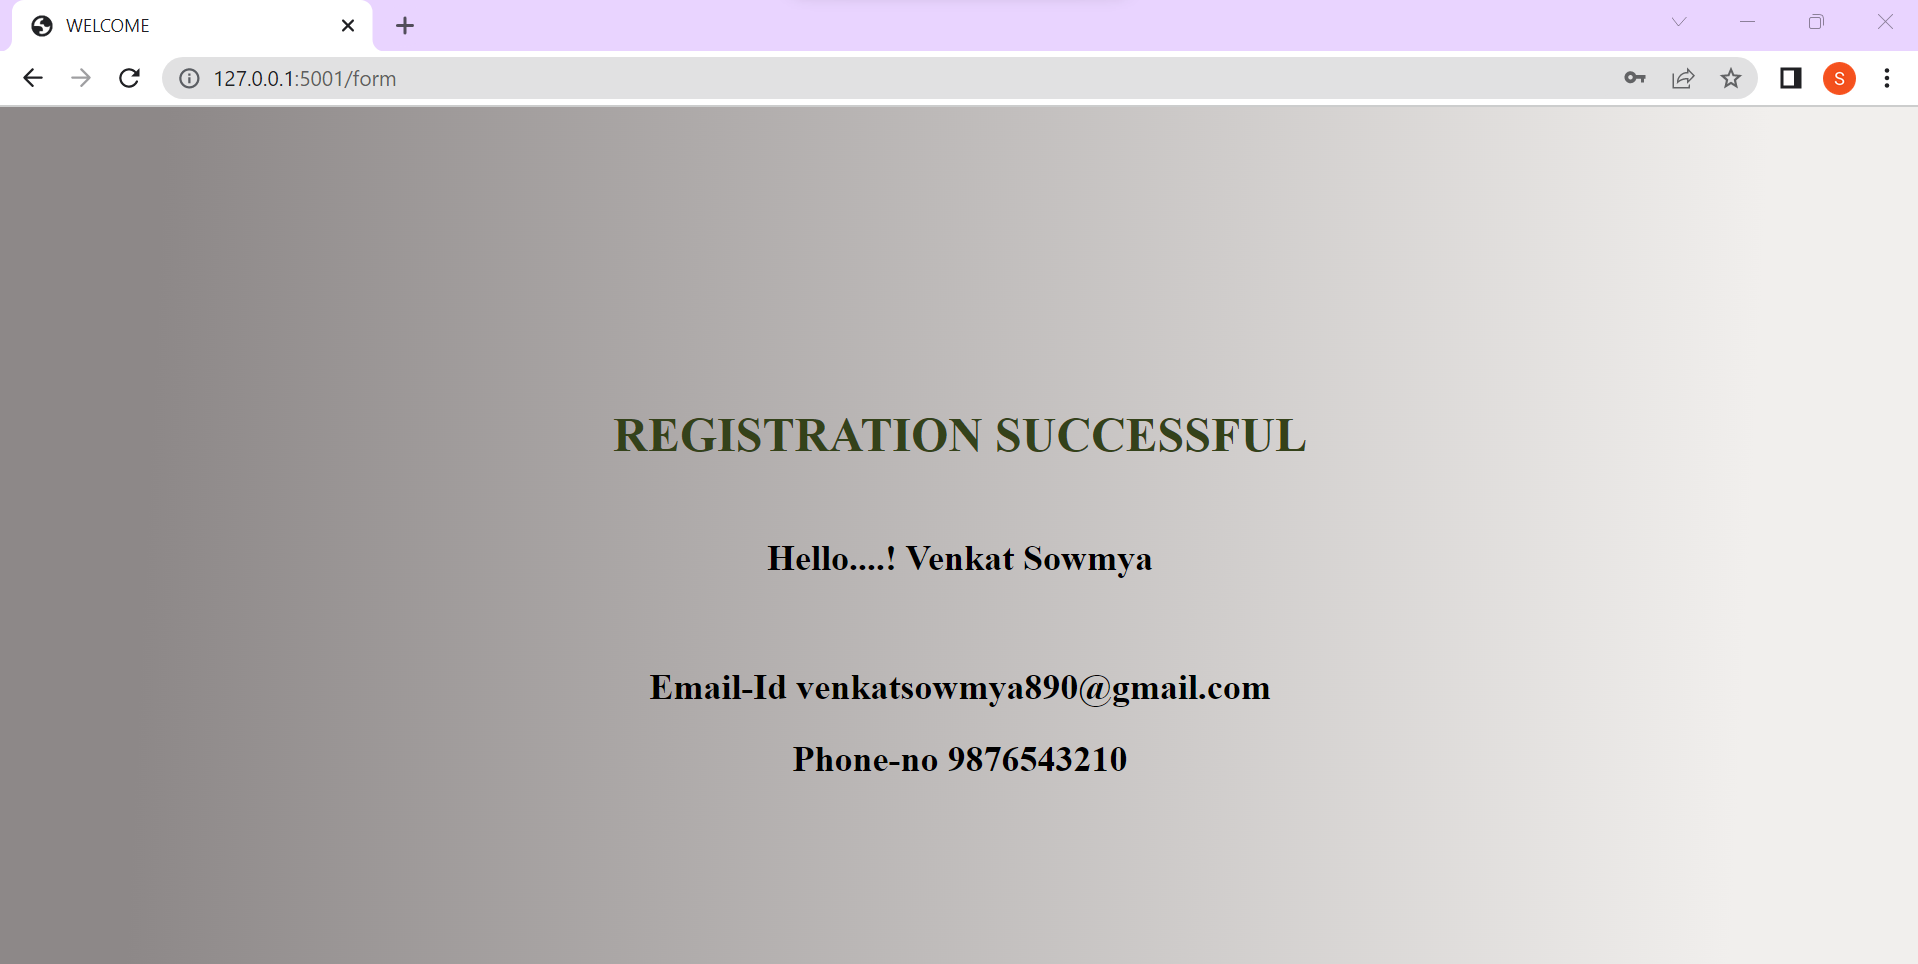 WELCOME
127.0.0.1:5001/form
S
REGISTRATION SUCCESSFUL
Hello....! Venkat Sowmya
Email-Id venkatsowmya890@gmail.com
Phone-no 9876543210